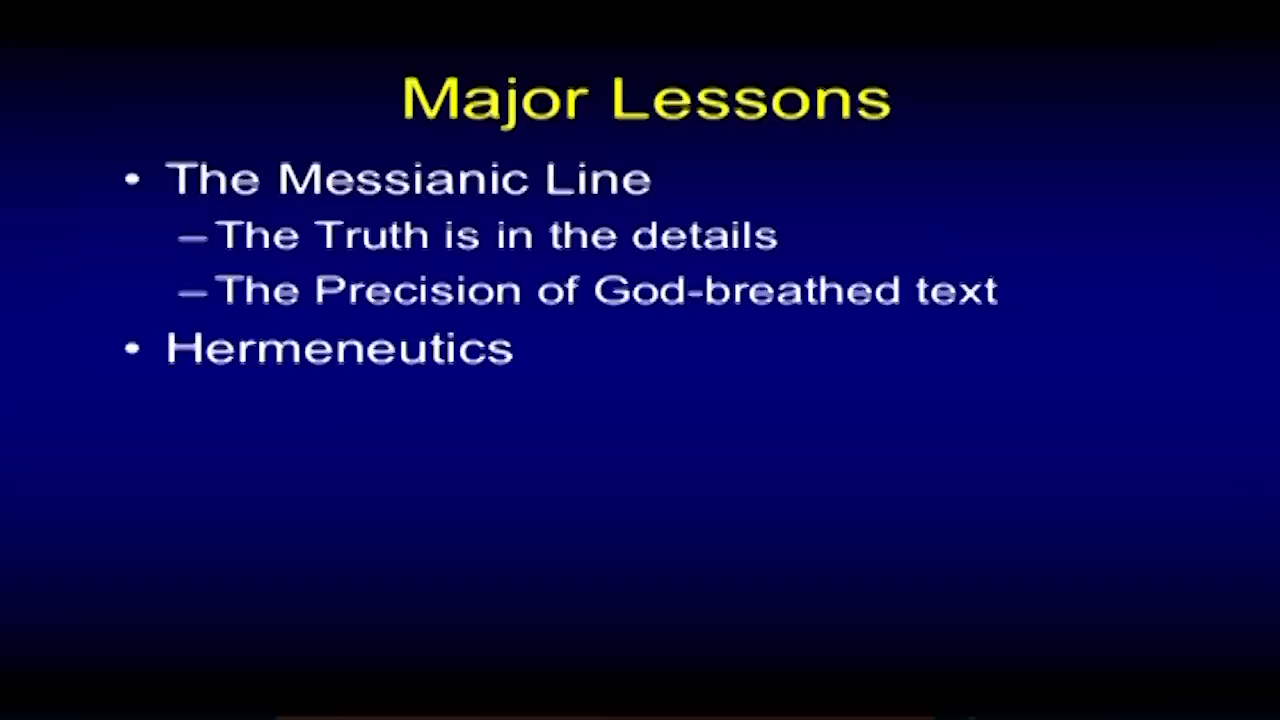 Major Lessons
• The Messianic Line
– The Truth is in the details
– The Precision of God-breathed text
• Hermeneutics